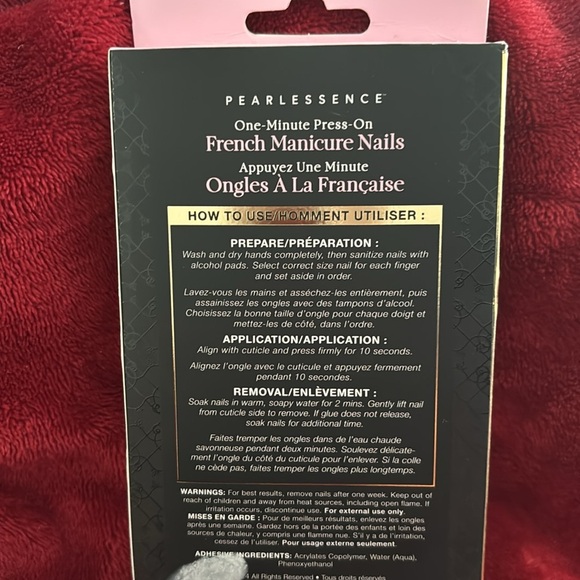 PEARLESSENCE™
One-Minute Press-On
French Manicure Nails
Appuyez Une Minute
Ongles À La Française
HOW TO USE/HOMMENT UTILISER :
PREPARE/PRÉPARATION :
Wash and dry hands completely, then sanitize nails with
alcohol pads. Select correct size nail for each finger
and set aside in order.
Lavez-vous les mains et asséchez-les entièrement, puis
assainissez les ongles avec des tampons d'alcool.
Choisissez la bonne taille d'ongle pour chaque doigt et
mettez-les de côté, dans l'ordre.
APPLICATION/APPLICATION :
Align with cuticle and press firmly for 10 seconds.
Alignez l'ongle avec le cuticule et appuyez fermement
pendant 10 secondes.
REMOVAL/ENLÈVEMENT :
Soak nails in warm, soapy water for 2 mins. Gently lift nail
from cuticle side to remove. If glue does not release,
soak nails for additional time.
Faites tremper les ongles dans de l'eau chaude
savonneuse pendant deux minutes. Soulevez délicate-
ment l'ongle du côté du cuticule pour l'enlever. Si la colle
ne cède pas, faites tremper les ongles plus longtemps.
WARNINGS: For best results, remove nails after one week. Keep out of
reach of children and away from heat sources, including open flame. If
irritation occurs, discontinue use. For external use only.
MISES EN GARDE : Pour de meilleurs résultats, enlevez les ongles
après une semaine. Gardez hors de la portée des enfants et loin des
sources de chaleur, y compris une flamme nue. S'il y a de l'irritation,
cessez de l'utiliser. Pour usage externe seulement.
ADHESIVE INGREDIENTS: Acrylates Copolymer, Water (Aqua),
Phenoxyethanol
All Rights Reserved • Tous droits réservés